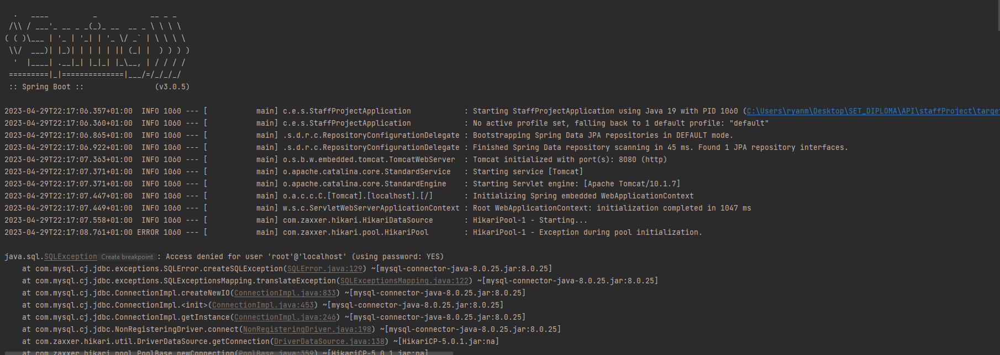 .   ____          _            __ _ _
 /\\ / ___'_ __ _ _(_)_ __  __ _ \ \ \ \
( ( )\___ | '_ | '_| | '_ \/ _` | \ \ \ \
 \\/  ___)| |_)| | | | | || (_| |  ) ) ) )
  '  |____| .__|_| |_|_| |_\__, | / / / /
 =========|_|==============|___/=/_/_/_/
 :: Spring Boot ::                (v3.0.5)
2023-04-29T22:17:06.357+01:00  INFO 1060 --- [           main] c.e.s.StaffProjectApplication            : Starting StaffProjectApplication using Java 19 with PID 1060 (C:\Users\ryanm\Desktop\SET_DIPLOMA\API\staffProject\targe
2023-04-29T22:17:06.360+01:00  INFO 1060 --- [           main] c.e.s.StaffProjectApplication            : No active profile set, falling back to 1 default profile: "default"
2023-04-29T22:17:06.865+01:00  INFO 1060 --- [           main] .s.d.r.c.RepositoryConfigurationDelegate : Bootstrapping Spring Data JPA repositories in DEFAULT mode.
2023-04-29T22:17:06.922+01:00  INFO 1060 --- [           main] .s.d.r.c.RepositoryConfigurationDelegate : Finished Spring Data repository scanning in 45 ms. Found 1 JPA repository interfaces.
2023-04-29T22:17:07.363+01:00  INFO 1060 --- [           main] o.s.b.w.embedded.tomcat.TomcatWebServer  : Tomcat initialized with port(s): 8080 (http)
2023-04-29T22:17:07.371+01:00  INFO 1060 --- [           main] o.apache.catalina.core.StandardService   : Starting service [Tomcat]
2023-04-29T22:17:07.371+01:00  INFO 1060 --- [           main] o.apache.catalina.core.StandardEngine    : Starting Servlet engine: [Apache Tomcat/10.1.7]
2023-04-29T22:17:07.447+01:00  INFO 1060 --- [           main] o.a.c.c.C.[Tomcat].[localhost].[/]       : Initializing Spring embedded WebApplicationContext
2023-04-29T22:17:07.449+01:00  INFO 1060 --- [           main] w.s.c.ServletWebServerApplicationContext : Root WebApplicationContext: initialization completed in 1047 ms
2023-04-29T22:17:07.558+01:00  INFO 1060 --- [           main] com.zaxxer.hikari.HikariDataSource       : HikariPool-1 - Starting...
2023-04-29T22:17:08.761+01:00 ERROR 1060 --- [           main] com.zaxxer.hikari.pool.HikariPool        : HikariPool-1 - Exception during pool initialization.
java.sql.SQLException Create breakpoint : Access denied for user 'root'@'localhost' (using password: YES)
    at com.mysql.cj.jdbc.exceptions.SQLError.createSQLException(SQLError.java:129) ~[mysql-connector-java-8.0.25.jar:8.0.25]
    at com.mysql.cj.jdbc.exceptions.SQLExceptionsMapping.translateException(SQLExceptionsMapping.java:122) ~[mysql-connector-java-8.0.25.jar:8.0.25]
    at com.mysql.cj.jdbc.ConnectionImpl.createNewIO(ConnectionImpl.java:833) ~[mysql-connector-java-8.0.25.jar:8.0.25]
    at com.mysql.cj.jdbc.ConnectionImpl.<init>(ConnectionImpl.java:453) ~[mysql-connector-java-8.0.25.jar:8.0.25]
    at com.mysql.cj.jdbc.ConnectionImpl.getInstance(ConnectionImpl.java:246) ~[mysql-connector-java-8.0.25.jar:8.0.25]
    at com.mysql.cj.jdbc.NonRegisteringDriver.connect(NonRegisteringDriver.java:198) ~[mysql-connector-java-8.0.25.jar:8.0.25]
    at com.zaxxer.hikari.util.DriverDataSource.getConnection(DriverDataSource.java:138) ~[HikariCP-5.0.1.jar:na]
    at com.zaxxer.hikari.pool.PoolBase.newConnection(PoolBase.java:359) ~[HikariCP-5.0.1.jar:na]